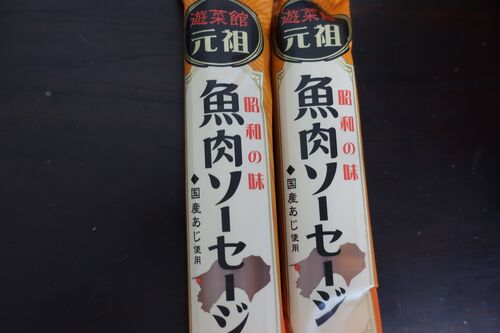 遊菜館
元祖
昭和の味
魚肉ソーセージ
◆国産あじ使用
遊菜館
元祖
昭和の味
魚肉ソーセージ
◆国産あじ使用